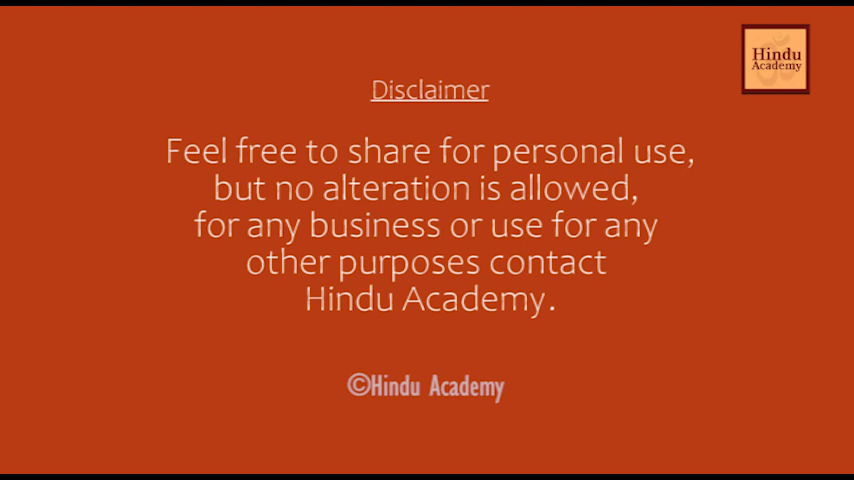 Hindu
Academy
Disclaimer
Feel free to share for personal use,
but no alteration is allowed,
for any business or use for any
other purposes contact
Hindu Academy.
©Hindu Academy